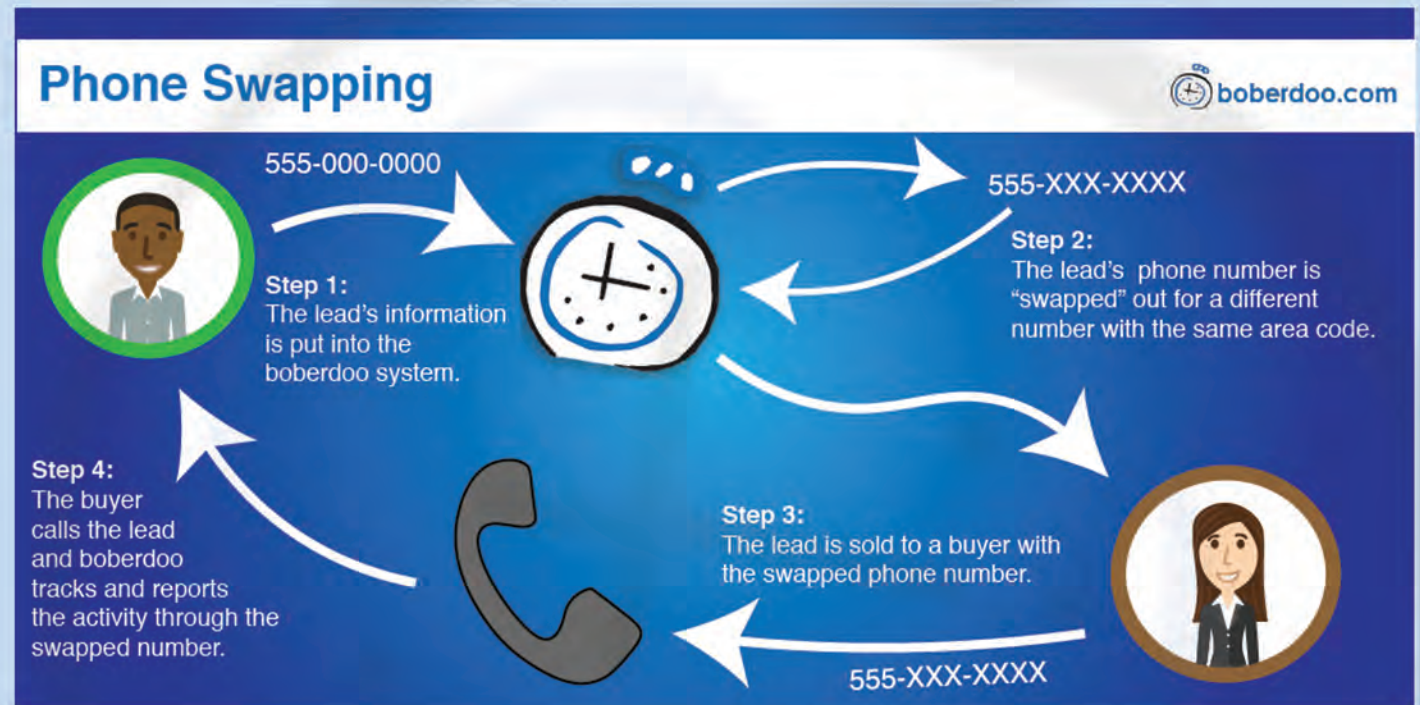 Phone Swapping
boberdoo.com
555-000-0000
Step 1:
The lead's information
is put into the
boberdoo system.
555-XXX-XXXX
Step 2:
The lead's  phone number is
“swapped” out for a different
number with the same area code.
Step 3:
The lead is sold to a buyer with
the swapped phone number.
555-XXX-XXXX
Step 4:
The buyer
calls the lead
and boberdoo
tracks and reports
the activity through the
swapped number.